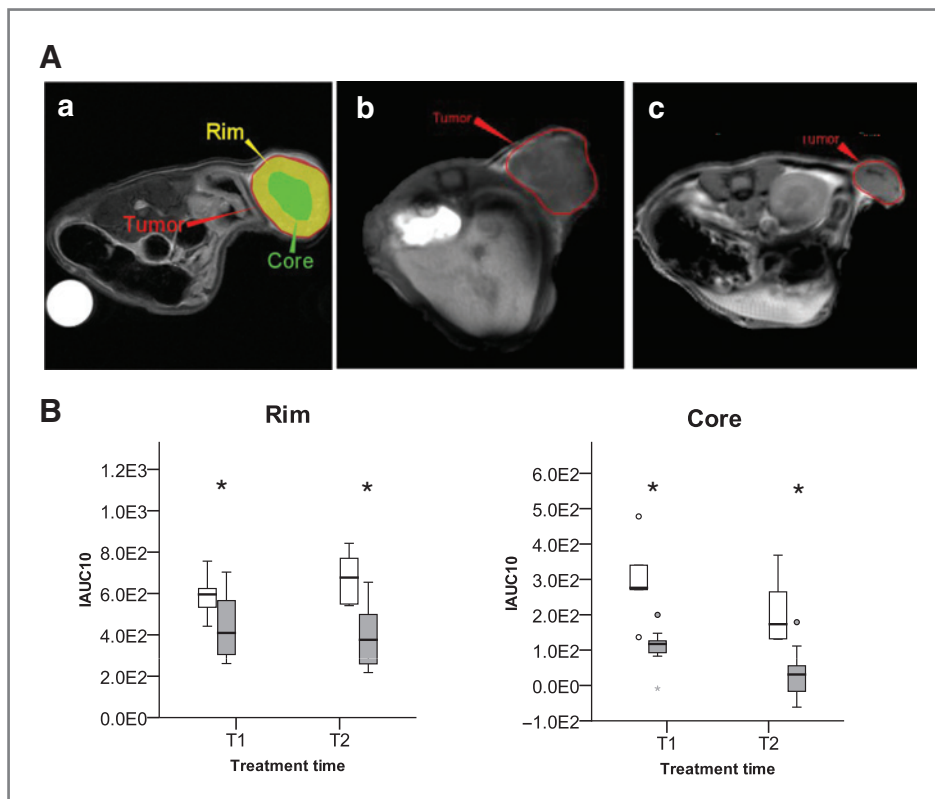 A
a
b
c
Rim
Tumor
Core
Tumor
Tumor
B
Rim
Core
IAUC10
1.2E3
1.0E3
8.0E2
6.0E2
4.0E2
2.0E2
0.0E0
* *
T1 T2
Treatment time
IAUC10
6.0E2
5.0E2
4.0E2
3.0E2
2.0E2
1.0E2
0.0E0
−1.0E2
* *
T1 T2
Treatment time